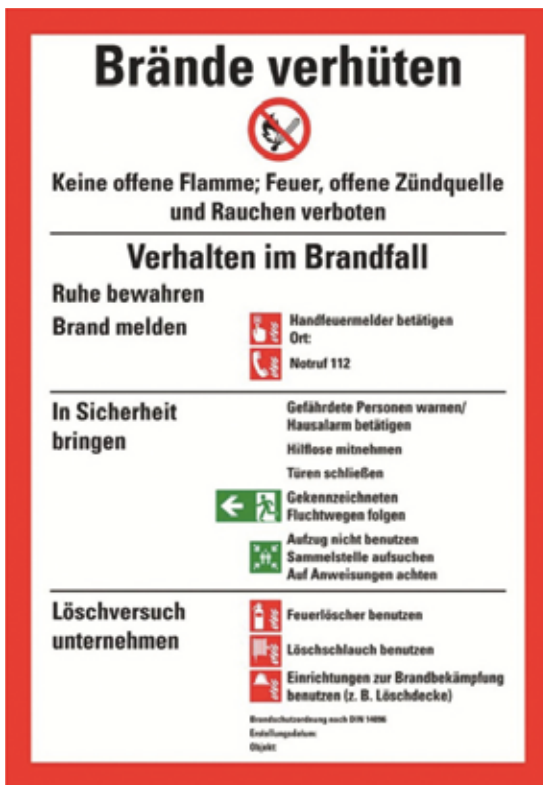 Brände verhüten
Keine offene Flamme; Feuer, offene Zündquelle
und Rauchen verboten
Verhalten im Brandfall
Ruhe bewahren
Brand melden
Handfeuermelder betätigen
Ort:
Notruf 112
In Sicherheit
bringen
Gefährdete Personen warnen/
Hausalarm betätigen
Hilflose mitnehmen
Türen schließen
Gekennzeichneten
Fluchtwegen folgen
Aufzug nicht benutzen
Sammelstelle aufsuchen
Auf Anweisungen achten
Löschversuch
unternehmen
Feuerlöscher benutzen
Löschschlauch benutzen
Einrichtungen zur Brandbekämpfung
benutzen (z. B. Löschdecke)
Brandschutzordnung nach DIN 14096
Erstellungsdatum:
Objekt: